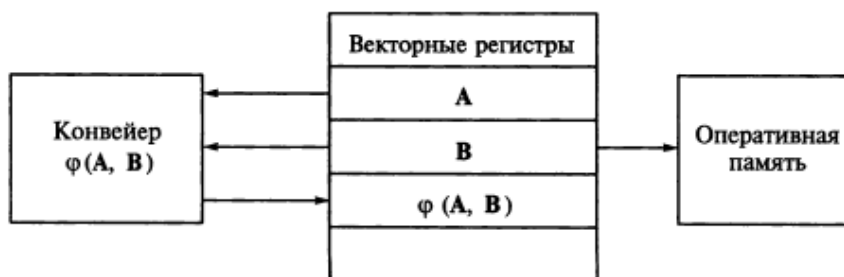 Векторные регистры
A
Конвейер
φ(A, B)
B
Оперативная
память
φ (A, B)